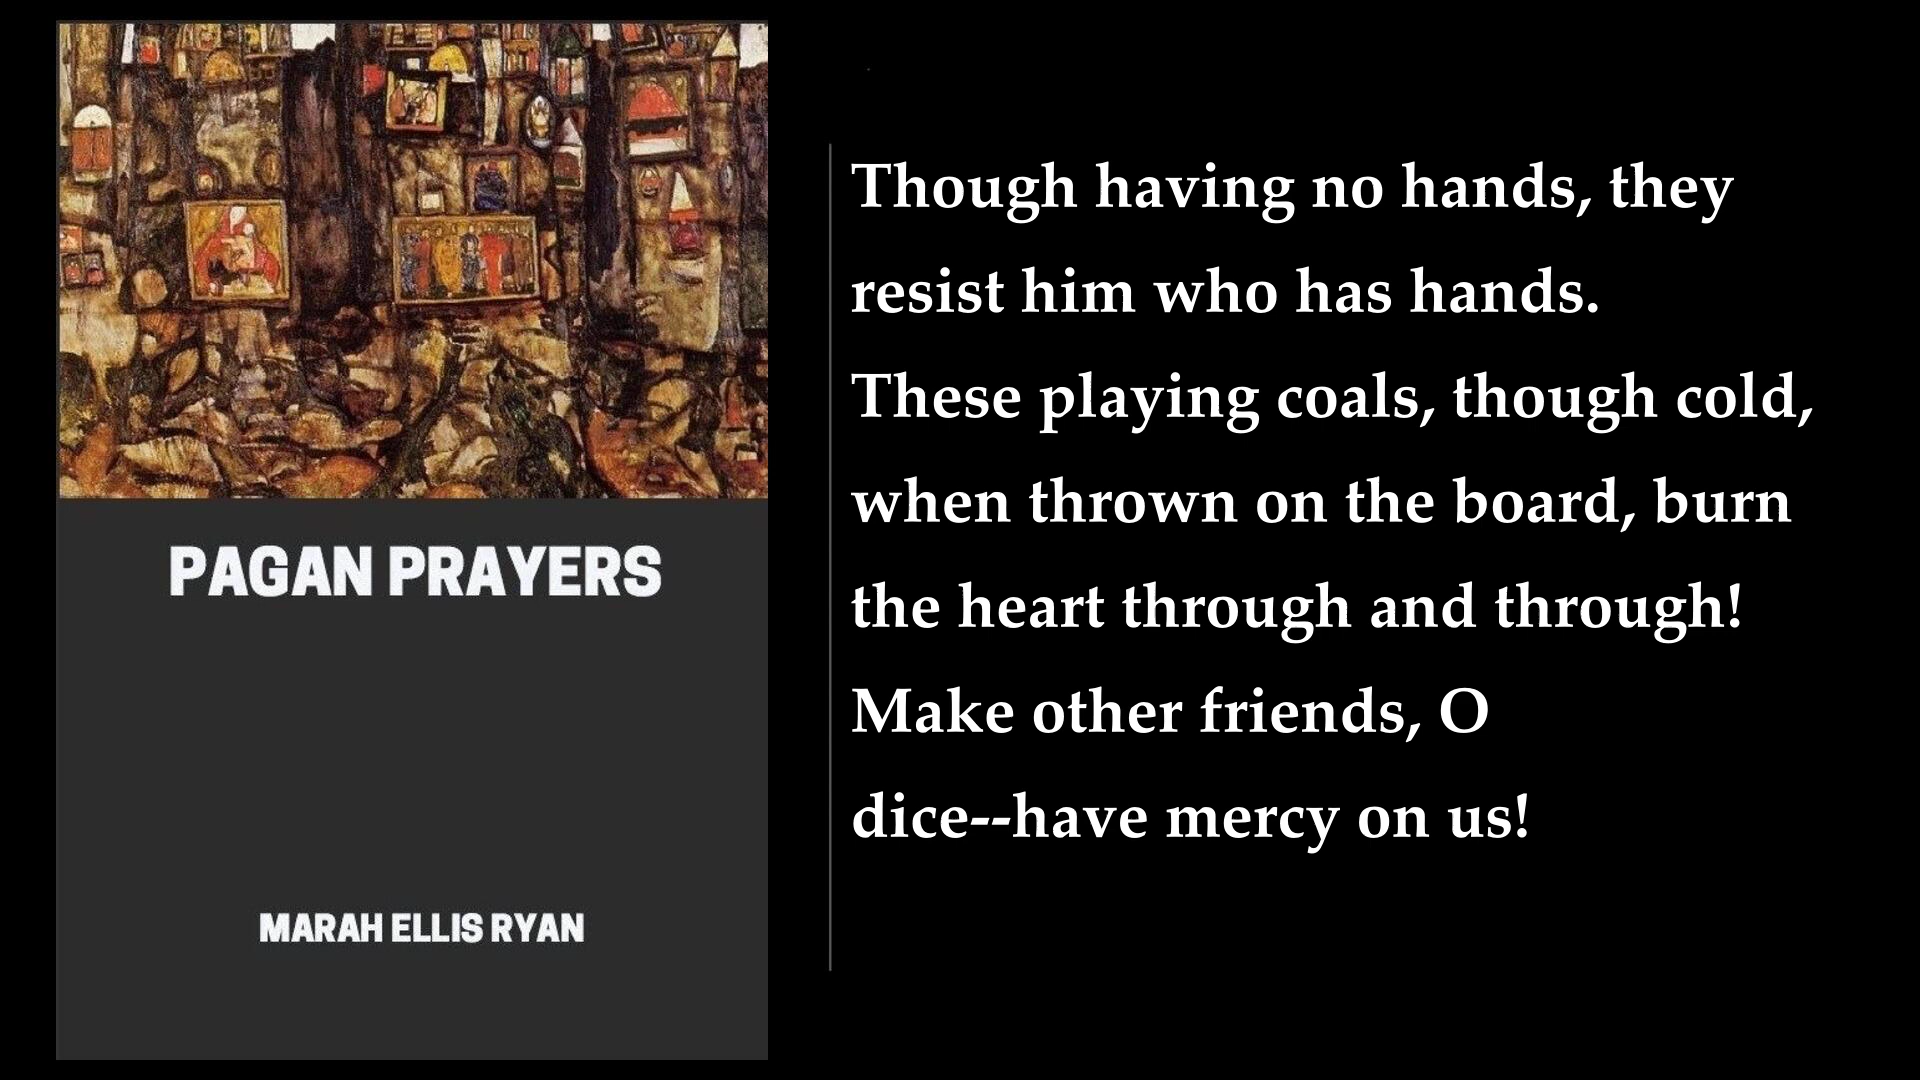 PAGAN PRAYERS
MARAH ELLIS RYAN
Though having no hands, they
resist him who has hands.
These playing coals, though cold,
when thrown on the board, burn
the heart through and through!
Make other friends, O
dice--have mercy on us!